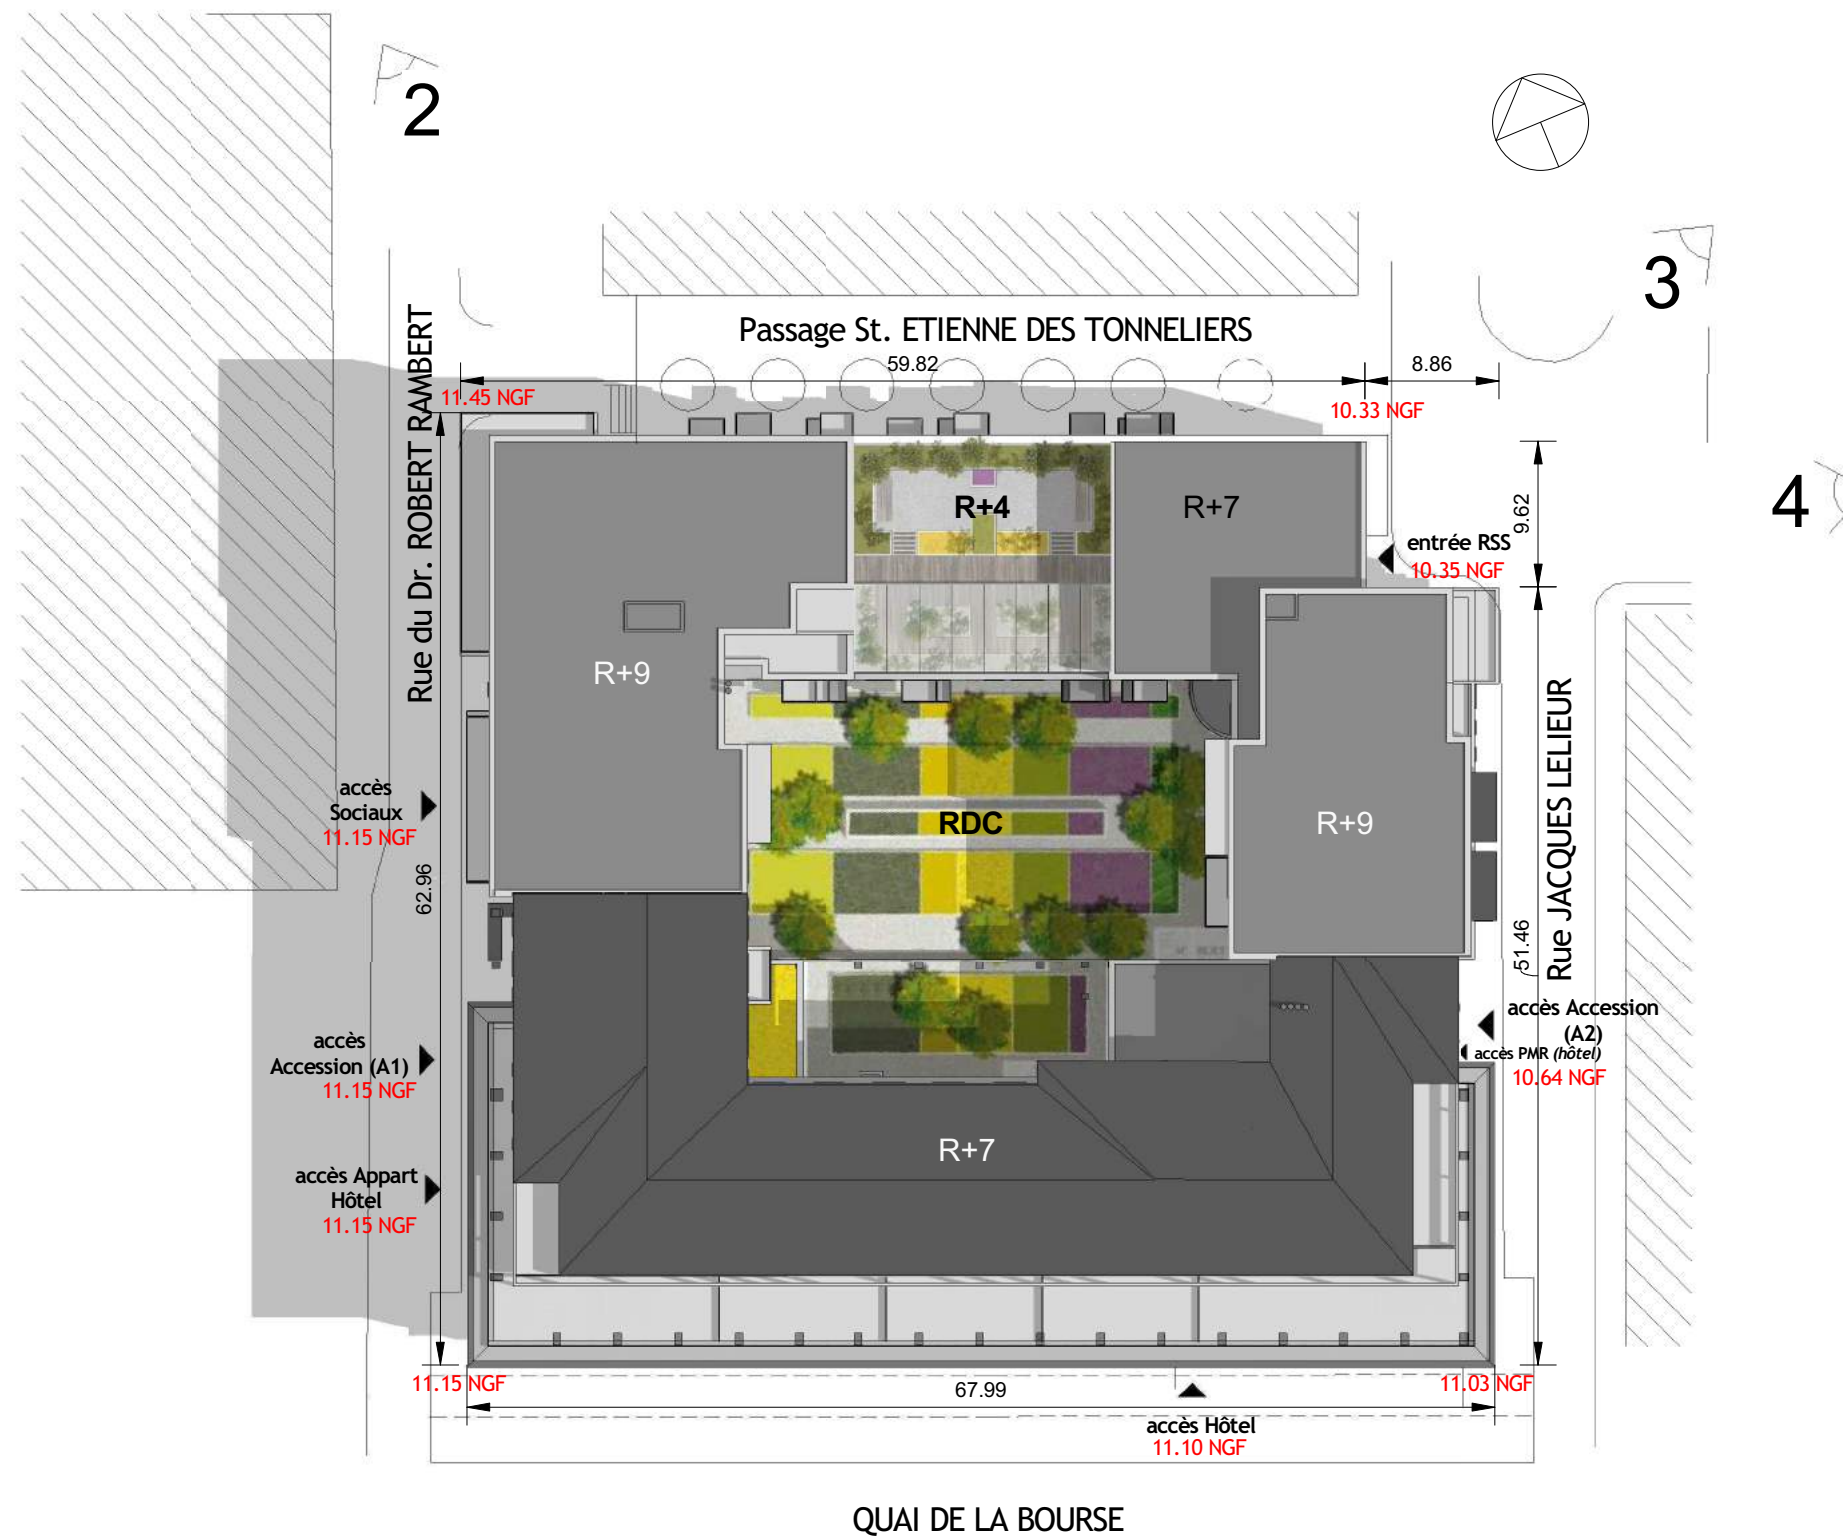 2
3
Passage St. ETIENNE DES TONNELIERS
59.82
8.86
11.45 NGF
10.33 NGF
Rue du Dr. ROBERT RAMBERT
R+4
R+7
9.62
4
entrée RSS
10.35 NGF
R+9
accès
Sociaux
11.15 NGF
62.96
RDC
R+9
Rue JACQUES LELIEUR
51.46
accès Accession
(A2)
accès PMR (hôtel)
10.64 NGF
accès
Accession (A1)
11.15 NGF
R+7
accès Appart
Hôtel
11.15 NGF
11.15 NGF
67.99
11.03 NGF
accès Hôtel
11.10 NGF
QUAI DE LA BOURSE